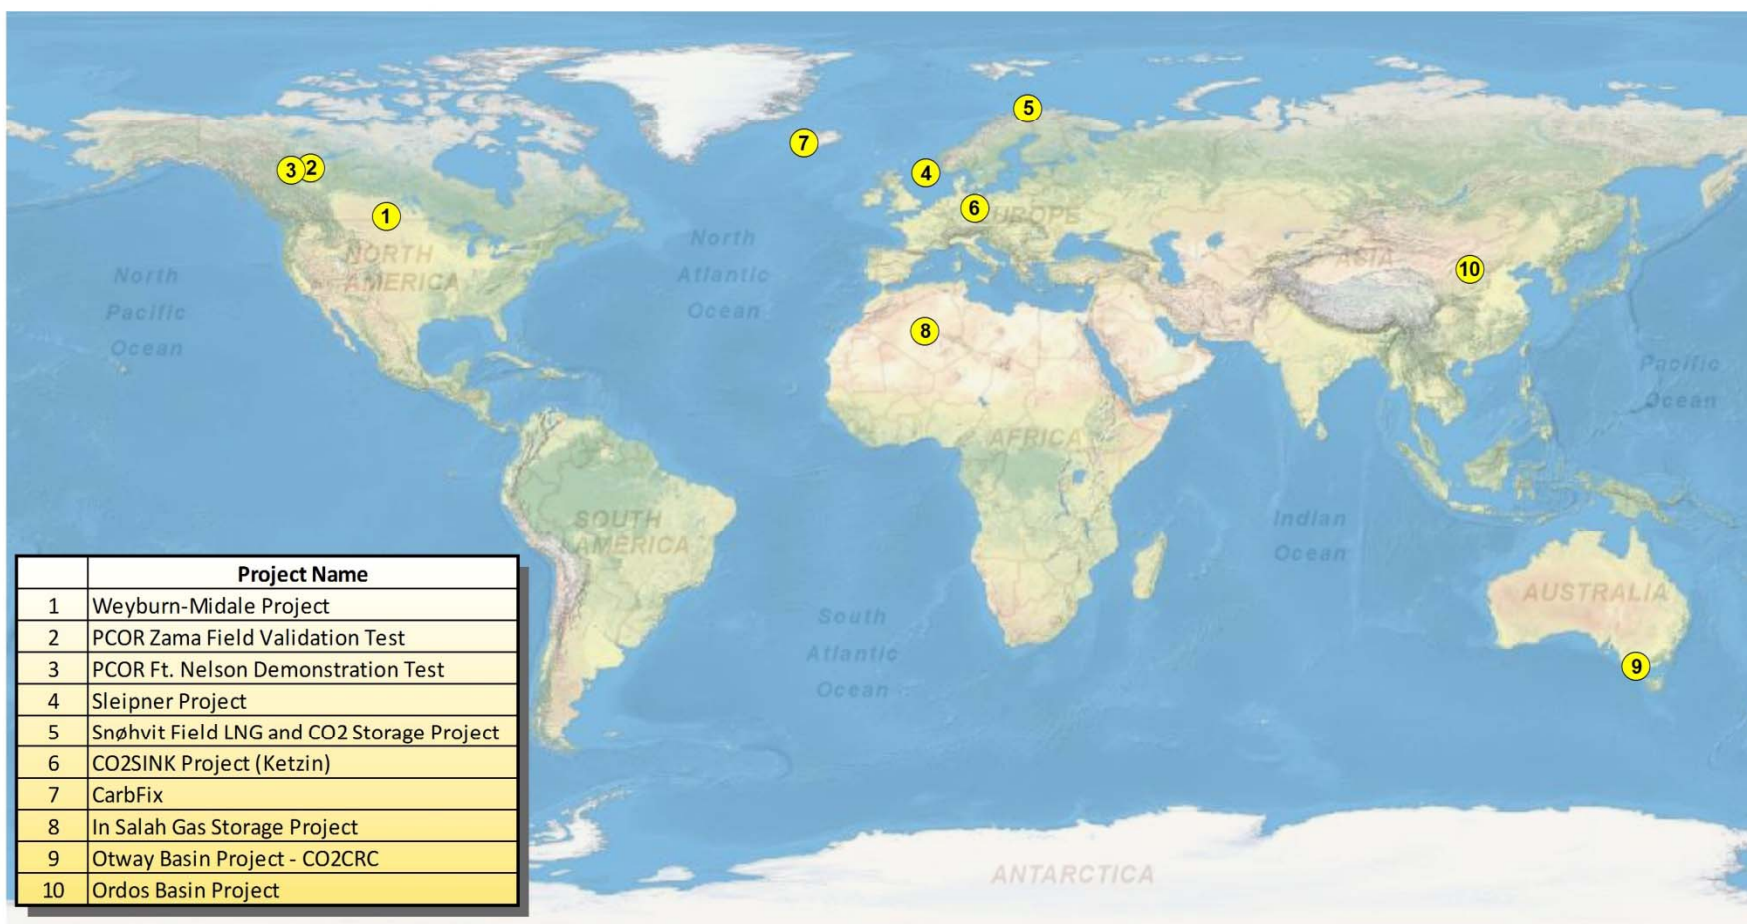 5
7
3 2
4
6
1
EUROPE
NORTH
AMERICA
North
Atlantic
Ocean
North
Pacific
Ocean
ASIA
10
8
Pacific
Ocean
AFRICA
SOUTH
AMERICA
Indian
Ocean
AUSTRALIA
South
Atlantic
Ocean
9
ANTARCTICA
Project Name
1 Weyburn-Midale Project
2 PCOR Zama Field Validation Test
3 PCOR Ft. Nelson Demonstration Test
4 Sleipner Project
5 Snøhvit Field LNG and CO2 Storage Project
6 CO2SINK Project (Ketzin)
7 CarbFix
8 In Salah Gas Storage Project
9 Otway Basin Project - CO2CRC
10 Ordos Basin Project